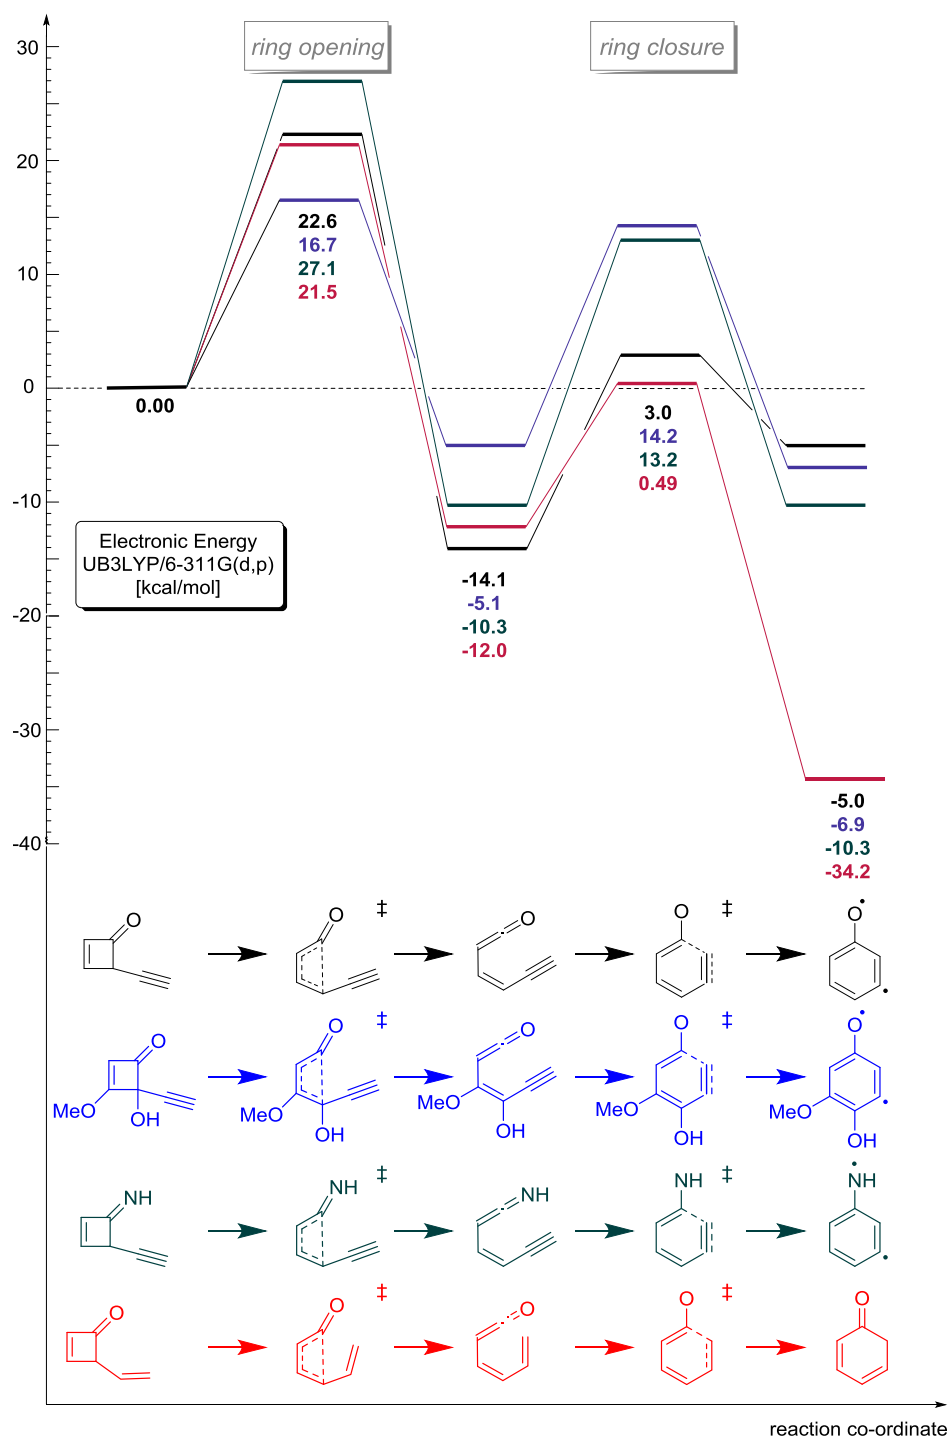 ring opening
ring closure
30
20
10
0
-10
-20
-30
-40
0.00
22.6
16.7
27.1
21.5
3.0
14.2
13.2
0.49
Electronic Energy
UB3LYP/6-311G(d,p)
[kcal/mol]
-14.1
-5.1
-10.3
-12.0
-5.0
-6.9
-10.3
-34.2
O O ‡ O O ‡ O•
•
O O ‡ O O ‡ O•
MeO OH MeO OH MeO OH MeO OH MeO OH •
NH NH ‡ NH NH ‡ •NH
•
O O ‡ O O ‡ O
reaction co-ordinate